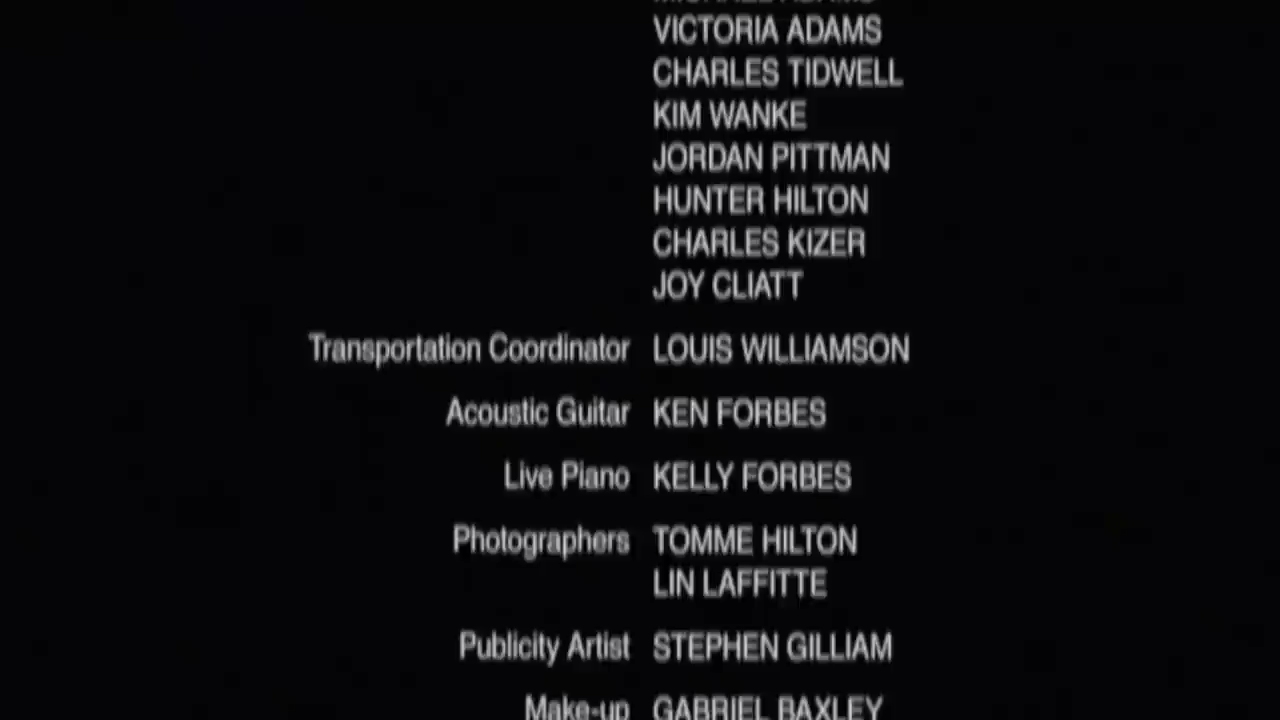 VICTORIA ADAMS
CHARLES TIDWELL
KIM WANKE
JORDAN PITTMAN
HUNTER HILTON
CHARLES KIZER
JOY CLIATT
Transportation Coordinator LOUIS WILLIAMSON
Acoustic Guitar KEN FORBES
Live Piano KELLY FORBES
Photographers TOMME HILTON
LIN LAFFITTE
Publicity Artist STEPHEN GILLIAM
Make-up GABRIEL BAXLEY